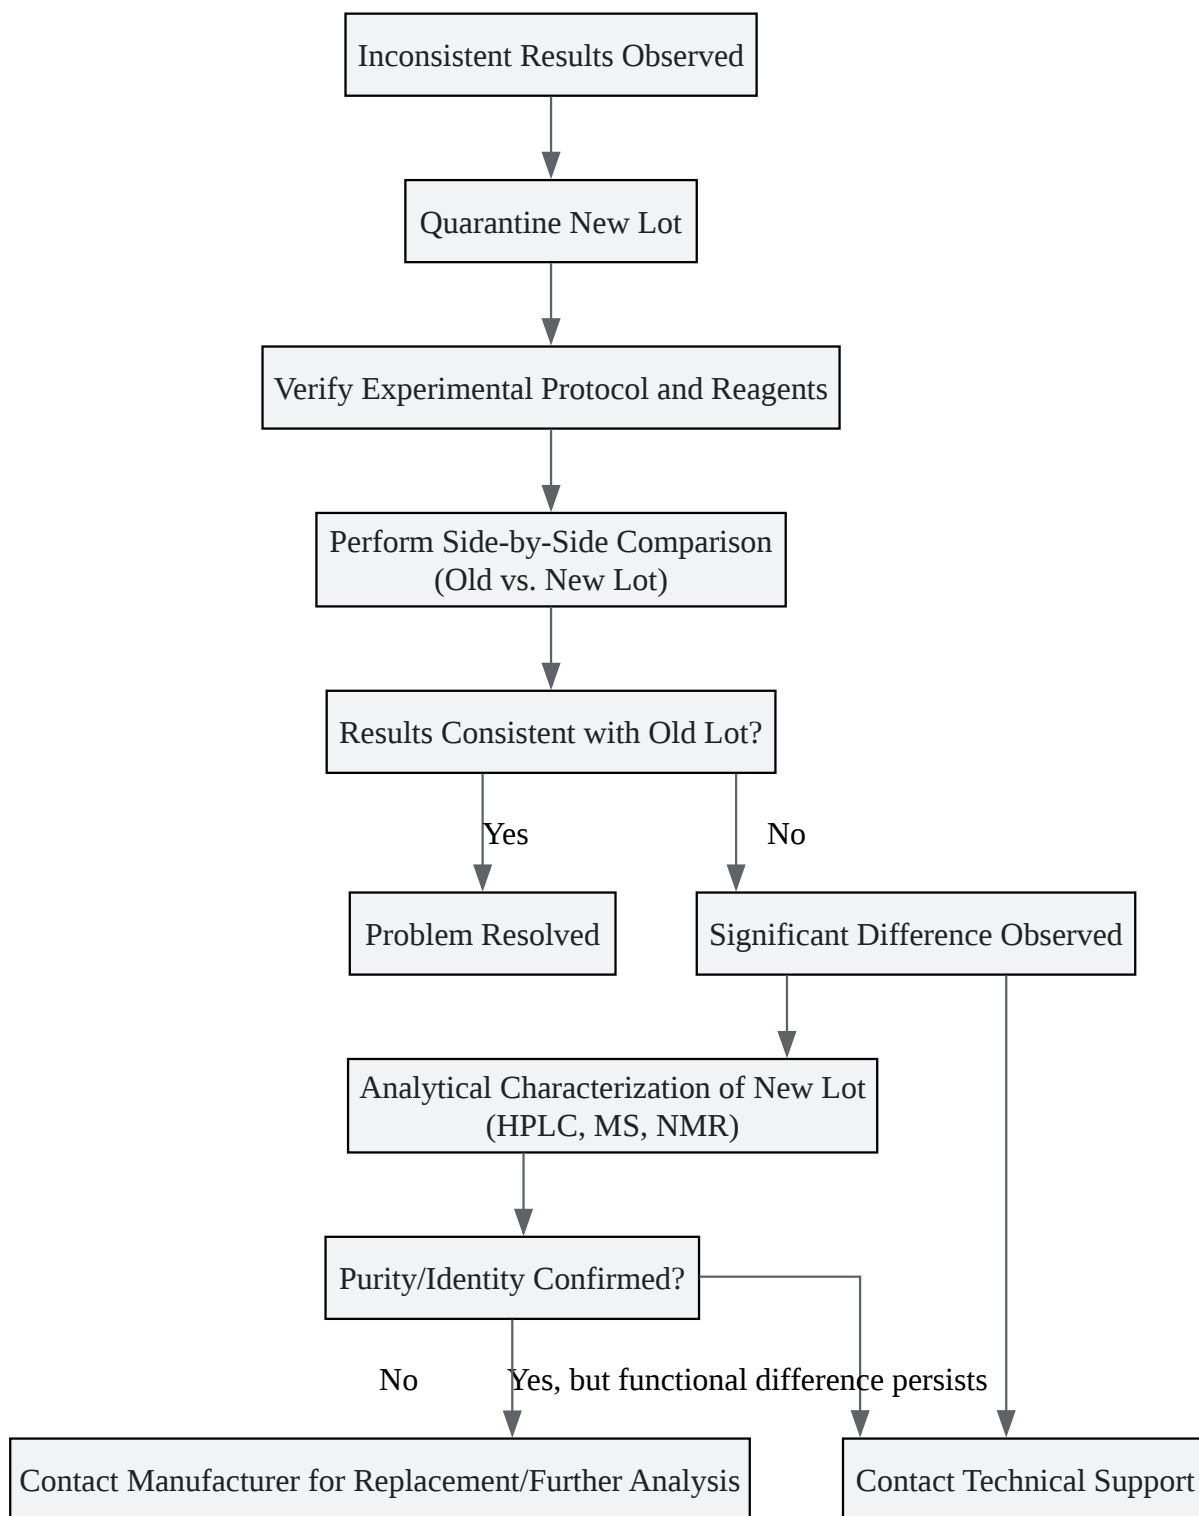 Inconsistent Results Observed
Quarantine New Lot
Verify Experimental Protocol and Reagents
Perform Side-by-Side Comparison
(Old vs. New Lot)
Results Consistent with Old Lot?
Yes
No
Problem Resolved
Significant Difference Observed
Analytical Characterization of New Lot
(HPLC, MS, NMR)
Purity/Identity Confirmed?
No
Yes, but functional difference persists
Contact Manufacturer for Replacement/Further Analysis
Contact Technical Support